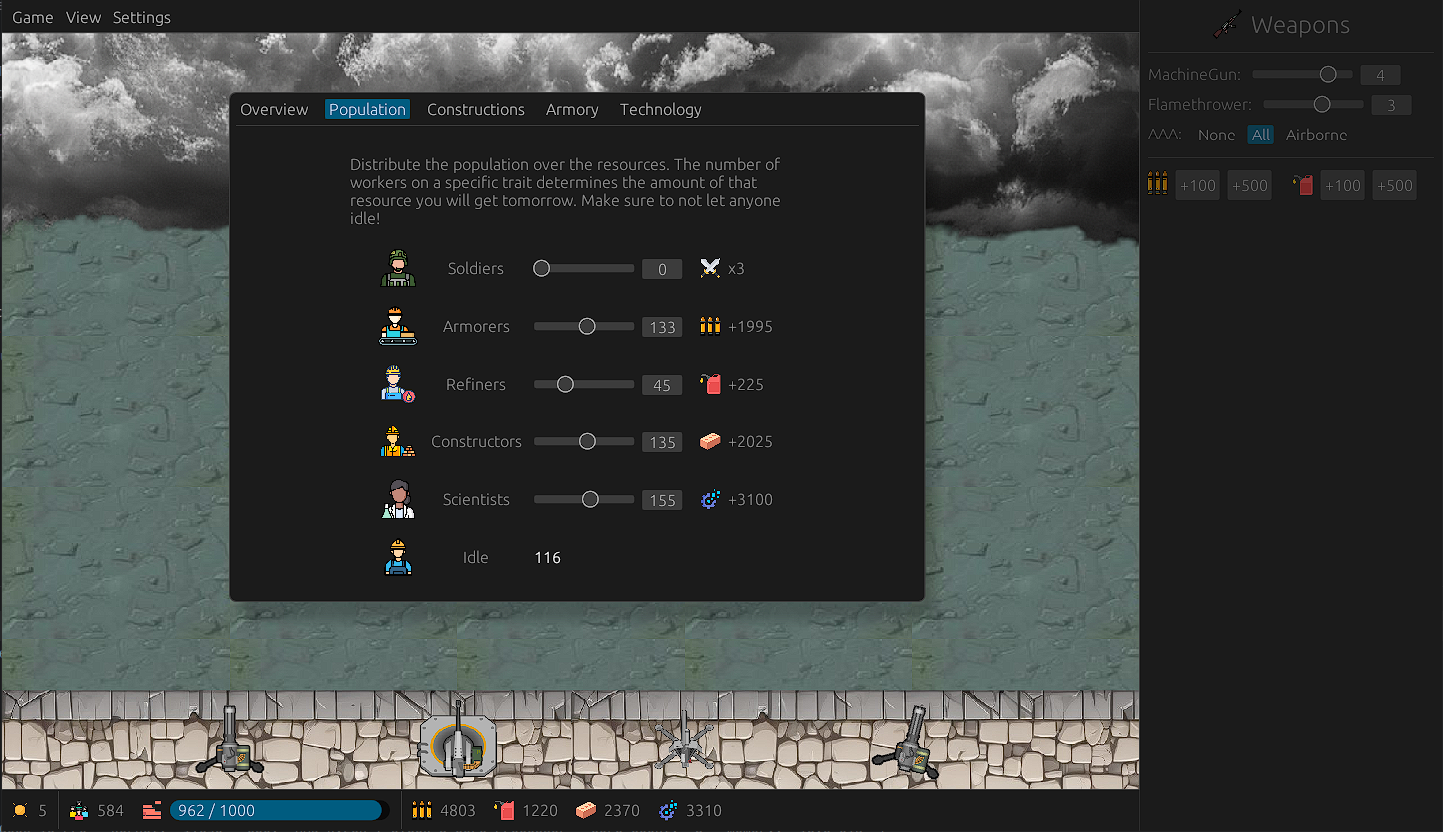 Game View Settings
Weapons
MachineGun: 4
Flamethrower: 3
^^^: None All Airborne
+100 +500 +100 +500
Overview Population Constructions Armory Technology
Distribute the population over the resources. The number of
workers on a specific trait determines the amount of that
resource you will get tomorrow. Make sure to not let anyone
idle!
Soldiers 0 x3
Armorers 133 +1995
Refiners 45 +225
Constructors 135 +2025
Scientists 155 +3100
Idle 116
5 584 962 / 1000 4803 1220 2370 3310